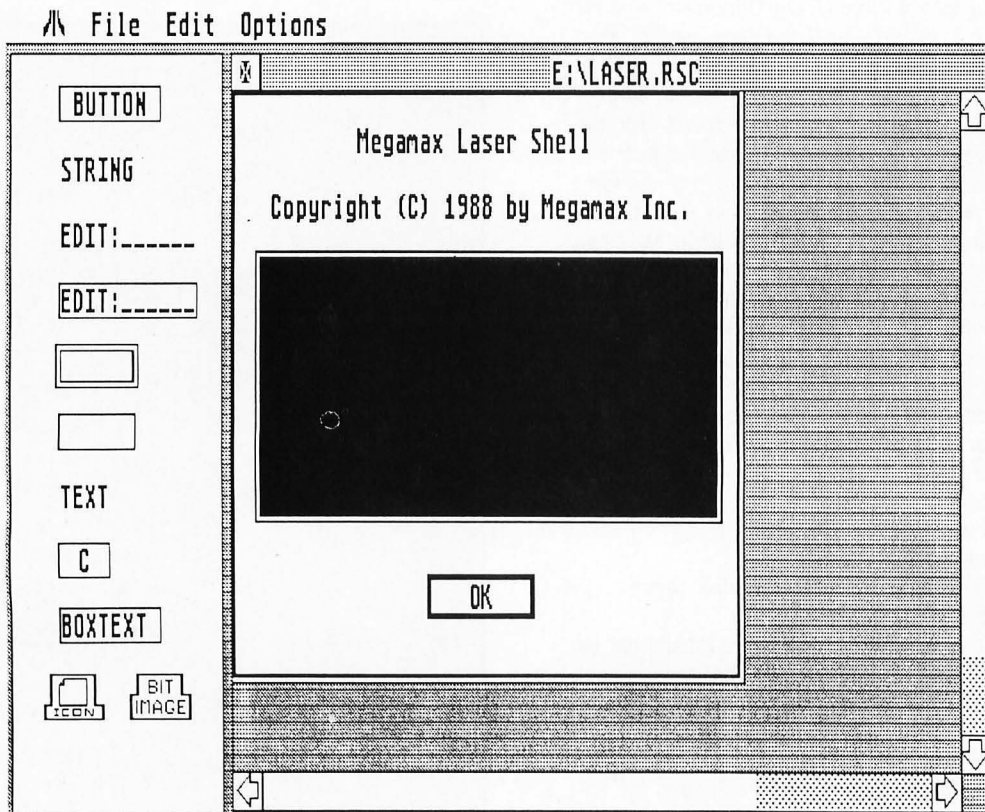 File Edit Options
E:\LASER.RSC
BUTTON
STRING
EDIT:______
EDIT:______
TEXT
C
BOXTEXT
ICON
BIT
IMAGE
Megamax Laser Shell
Copyright (C) 1988 by Megamax Inc.
OK